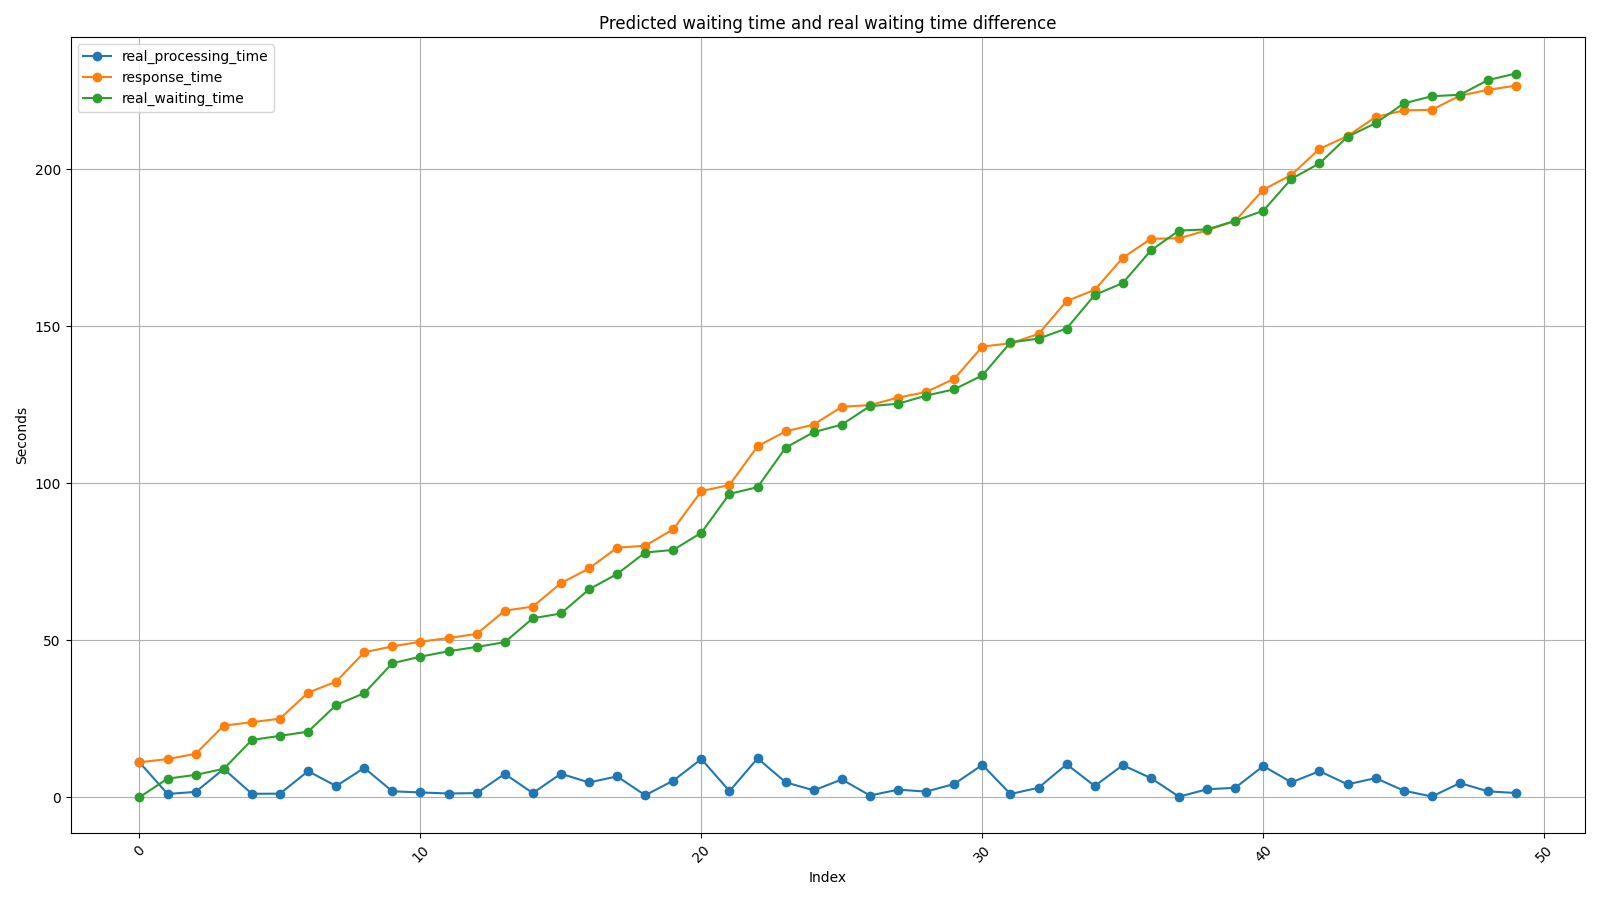 Predicted waiting time and real waiting time difference
real_processing_time
response_time
real_waiting_time
200
150
100
50
0
Seconds
0
10
20
30
40
50
Index